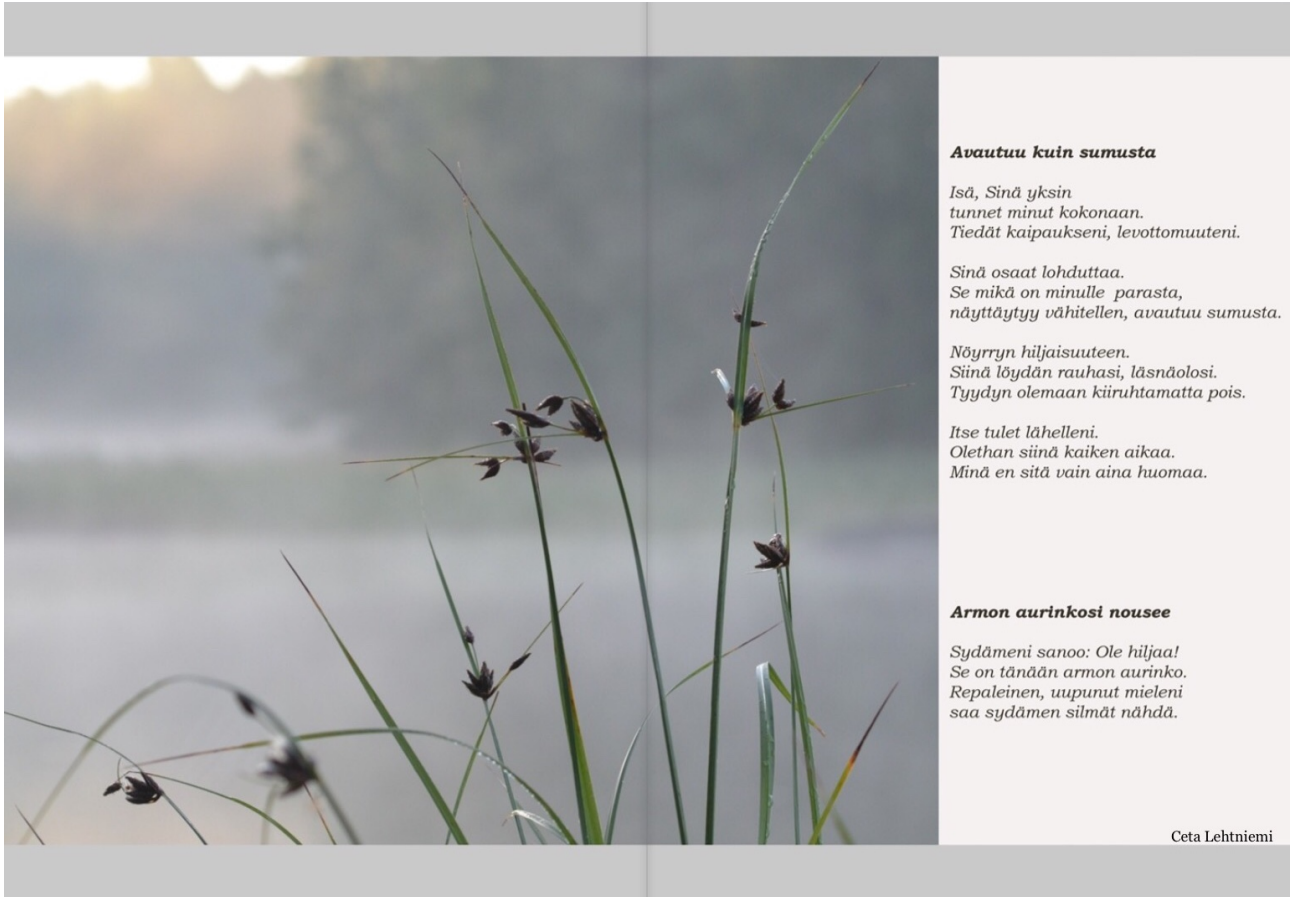 Avautuu kuin sumusta
Isä, Sinä yksin
tunnet minut kokonaan.
Tiedät kaipaukseni, levottomuuteni.
Sinä osaat lohduttaa.
Se mikä on minulle  parasta,
näyttäytyy vähitellen, avautuu sumusta.
Nöyrryn hiljaisuuteen.
Siinä löydän rauhasi, läsnäolosi.
Tyydyn olemaan kiiruhtamatta pois.
Itse tulet lähelleni.
Olethan siinä kaiken aikaa.
Minä en sitä vain aina huomaa.
Armon aurinkosi nousee
Sydämeni sanoo: Ole hiljaa!
Se on tänään armon aurinko.
Repaleinen, uupunut mieleni
saa sydämen silmät nähdä.
Ceta Lehtniemi